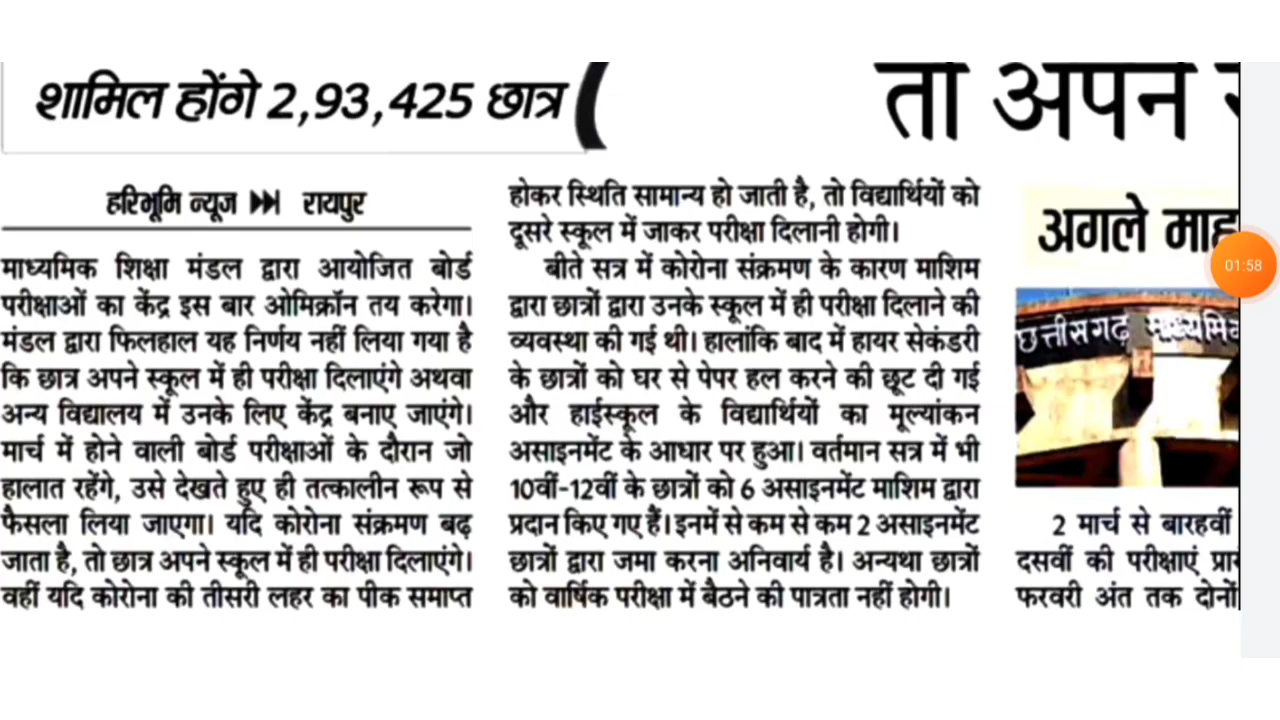 शामिल होंगे 2,93,425 छात्र
हरिभूमि न्यूज ▶▶ रायपुर
माध्यमिक शिक्षा मंडल द्वारा आयोजित बोर्ड
परीक्षाओं का केंद्र इस बार ओमिक्रॉन तय करेगा।
मंडल द्वारा फिलहाल यह निर्णय नहीं लिया गया है
कि छात्र अपने स्कूल में ही परीक्षा दिलाएंगे अथवा
अन्य विद्यालय में उनके लिए केंद्र बनाए जाएंगे।
मार्च में होने वाली बोर्ड परीक्षाओं के दौरान जो
हालात रहेंगे, उसे देखते हुए ही तत्कालीन रूप से
फैसला लिया जाएगा। यदि कोरोना संक्रमण बढ़
जाता है, तो छात्र अपने स्कूल में ही परीक्षा दिलाएंगे।
वहीं यदि कोरोना की तीसरी लहर का पीक समाप्त
होकर स्थिति सामान्य हो जाती है, तो विद्यार्थियों को
दूसरे स्कूल में जाकर परीक्षा दिलानी होगी।
बीते सत्र में कोरोना संक्रमण के कारण माशिम
द्वारा छात्रों द्वारा उनके स्कूल में ही परीक्षा दिलाने की
व्यवस्था की गई थी। हालांकि बाद में हायर सेकंडरी
के छात्रों को घर से पेपर हल करने की छूट दी गई
और हाईस्कूल के विद्यार्थियों का मूल्यांकन
असाइनमेंट के आधार पर हुआ। वर्तमान सत्र में भी
10वीं-12वीं के छात्रों को 6 असाइनमेंट माशिम द्वारा
प्रदान किए गए हैं। इनमें से कम से कम 2 असाइनमेंट
छात्रों द्वारा जमा करना अनिवार्य है। अन्यथा छात्रों
को वार्षिक परीक्षा में बैठने की पात्रता नहीं होगी।
तो अपने
अगले माह
01:58
छत्तीसगढ़ माध्यमि
2 मार्च से बारहवीं
दसवीं की परीक्षाएं
फरवरी अंत तक दोनों